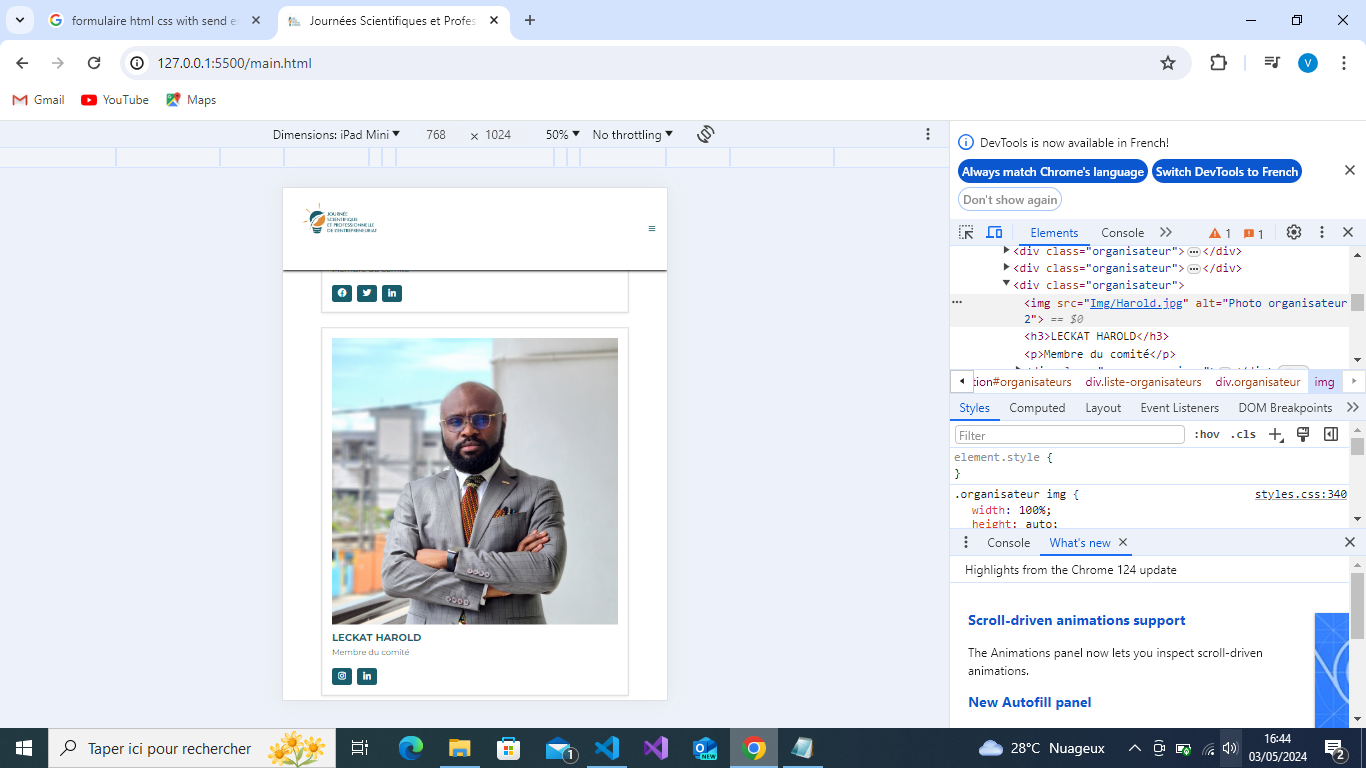 formulaire html css with send e
Journées Scientifiques et Profes
127.0.0.1:5500/main.html
V
Gmail
YouTube
Maps
Dimensions: iPad Mini
768
×
1024
50%
No throttling
JOURNÉE
SCIENTIFIQUE
ET PROFESSIONNELLE
DE L'ENTREPRENEURIAT
LECKAT HAROLD
Membre du comité
DevTools is now available in French!
Always match Chrome's language
Switch DevTools to French
Don't show again
Elements
Console
1
1
<div class="organisateur"> </div>
<div class="organisateur"> </div>
<div class="organisateur">
<img src="Img/Harold.jpg" alt="Photo organisateur
2"> == $0
<h3>LECKAT HAROLD</h3>
<p>Membre du comité</p>
tion#organisateurs
div.liste-organisateurs
div.organisateur
img
Styles
Computed
Layout
Event Listeners
DOM Breakpoints
Filter
:hov
.cls
element.style {
}
.organisateur img {
styles.css:340
width: 100%;
height: auto;
Console
What's new
Highlights from the Chrome 124 update
Scroll-driven animations support
The Animations panel now lets you inspect scroll-driven
animations.
New Autofill panel
Taper ici pour rechercher
1
NEW
28°C Nuageux
16:44
03/05/2024
2